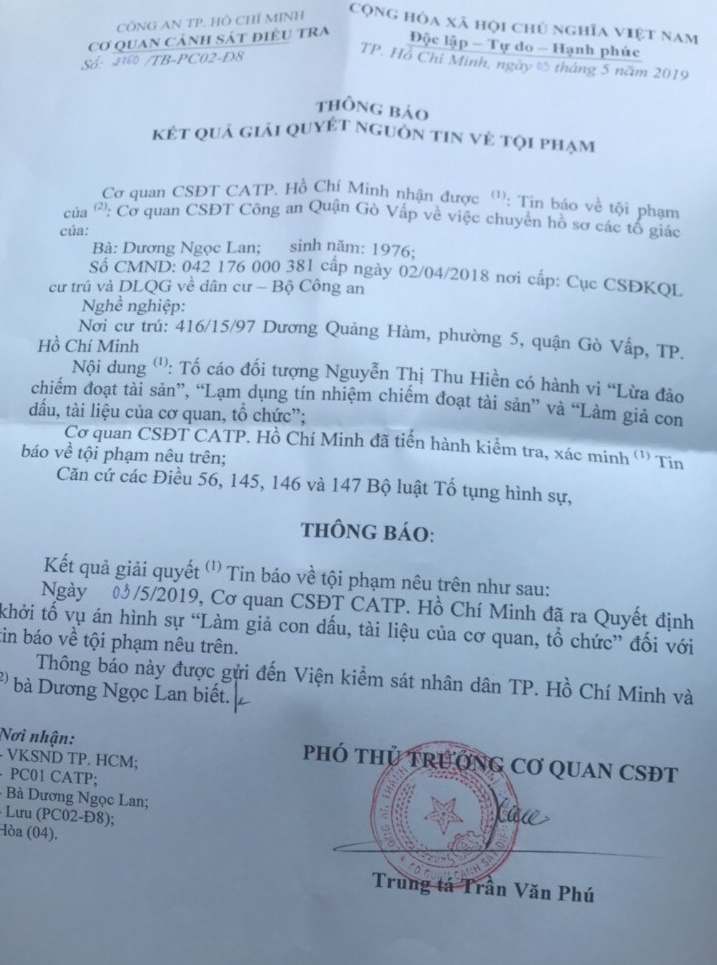 CÔNG AN TP. HỒ CHÍ MINH
CƠ QUAN CẢNH SÁT ĐIỀU TRA
Số: /TB-PC02-Đ8
CỘNG HÒA XÃ HỘI CHỦ NGHĨA VIỆT NAM
Độc lập – Tự do – Hạnh phúc
TP. Hồ Chí Minh, ngày 03 tháng 5 năm 2019
THÔNG BÁO
KẾT QUẢ GIẢI QUYẾT NGUỒN TIN VỀ TỘI PHẠM
Cơ quan CSĐT CATP. Hồ Chí Minh nhận được (1): Tin báo về tội phạm
của (2): Cơ quan CSĐT Công an Quận Gò Vấp về việc chuyển hồ sơ các tố giác
của:
Bà: Dương Ngọc Lan; sinh năm: 1976;
Số CMND: 042 176 000 381 cấp ngày 02/04/2018 nơi cấp: Cục CSĐKQL
cư trú và DLQG về dân cư – Bộ Công an
Nghề nghiệp:
Nơi cư trú: 416/15/97 Dương Quảng Hàm, phường 5, quận Gò Vấp, TP.
Hồ Chí Minh
Nội dung (1): Tố cáo đối tượng Nguyễn Thị Thu Hiền có hành vi “Lừa đảo
chiếm đoạt tài sản”, “Lạm dụng tín nhiệm chiếm đoạt tài sản” và “Làm giả con
dấu, tài liệu của cơ quan, tổ chức”;
Cơ quan CSĐT CATP. Hồ Chí Minh đã tiến hành kiểm tra, xác minh (1) Tin
báo về tội phạm nêu trên;
Căn cứ các Điều 56, 145, 146 và 147 Bộ luật Tố tụng hình sự,
THÔNG BÁO:
Kết quả giải quyết (1) Tin báo về tội phạm nêu trên như sau:
Ngày 03/5/2019, Cơ quan CSĐT CATP. Hồ Chí Minh đã ra Quyết định
khởi tố vụ án hình sự “Làm giả con dấu, tài liệu của cơ quan, tổ chức” đối với
tin báo về tội phạm nêu trên.
Thông báo này được gửi đến Viện kiểm sát nhân dân TP. Hồ Chí Minh và
2) bà Dương Ngọc Lan biết.
Nơi nhận:
- VKSND TP. HCM;
- PC01 CATP;
- Bà Dương Ngọc Lan;
- Lưu (PC02-Đ8);
Hòa (04).
PHÓ THỦ TRƯỞNG CƠ QUAN CSĐT
Trung tá Trần Văn Phú